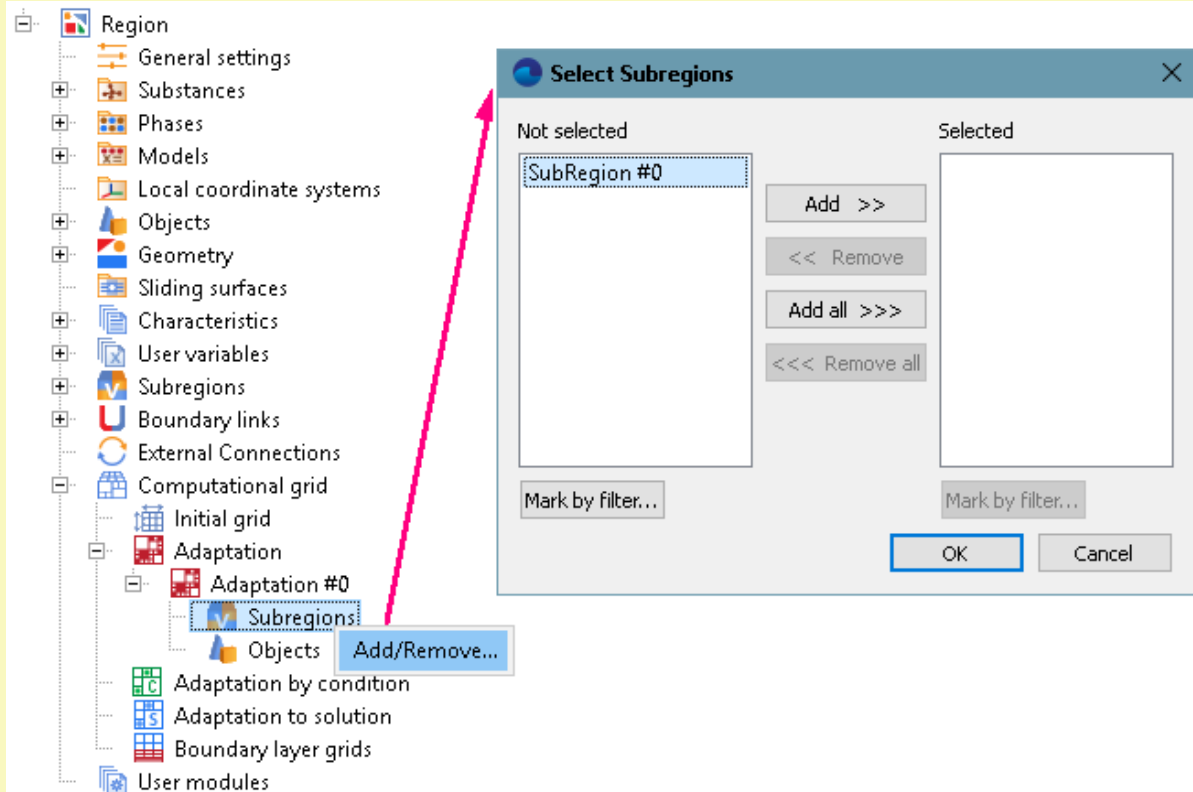 Region
General settings
Substances
Phases
Models
Local coordinate systems
Objects
Geometry
Sliding surfaces
Characteristics
User variables
Subregions
Boundary links
External Connections
Computational grid
Initial grid
Adaptation
Adaptation #0
Subregions
Objects
Add/Remove...
Adaptation by condition
Adaptation to solution
Boundary layer grids
User modules
Select Subregions
Not selected
Selected
SubRegion #0
Add >>
<< Remove
Add all >>>
<<< Remove all
Mark by filter...
Mark by filter...
OK
Cancel